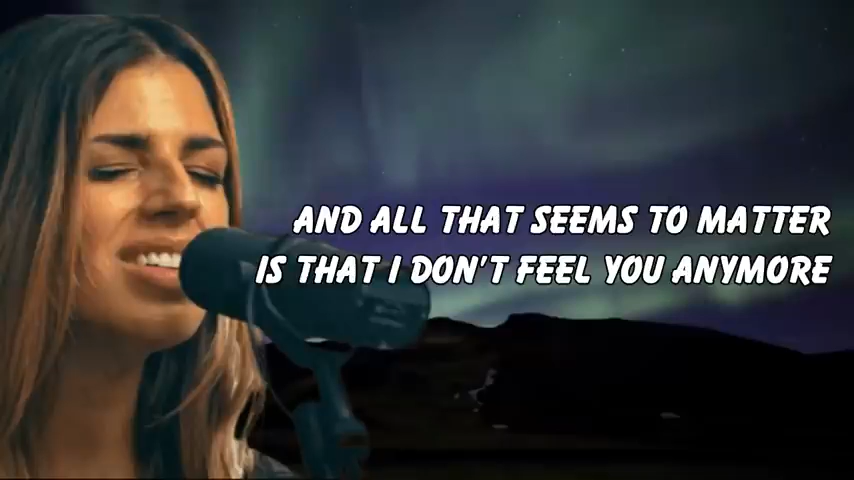 AND ALL THAT SEEMS TO MATTER
IS THAT I DON'T FEEL YOU ANYMORE